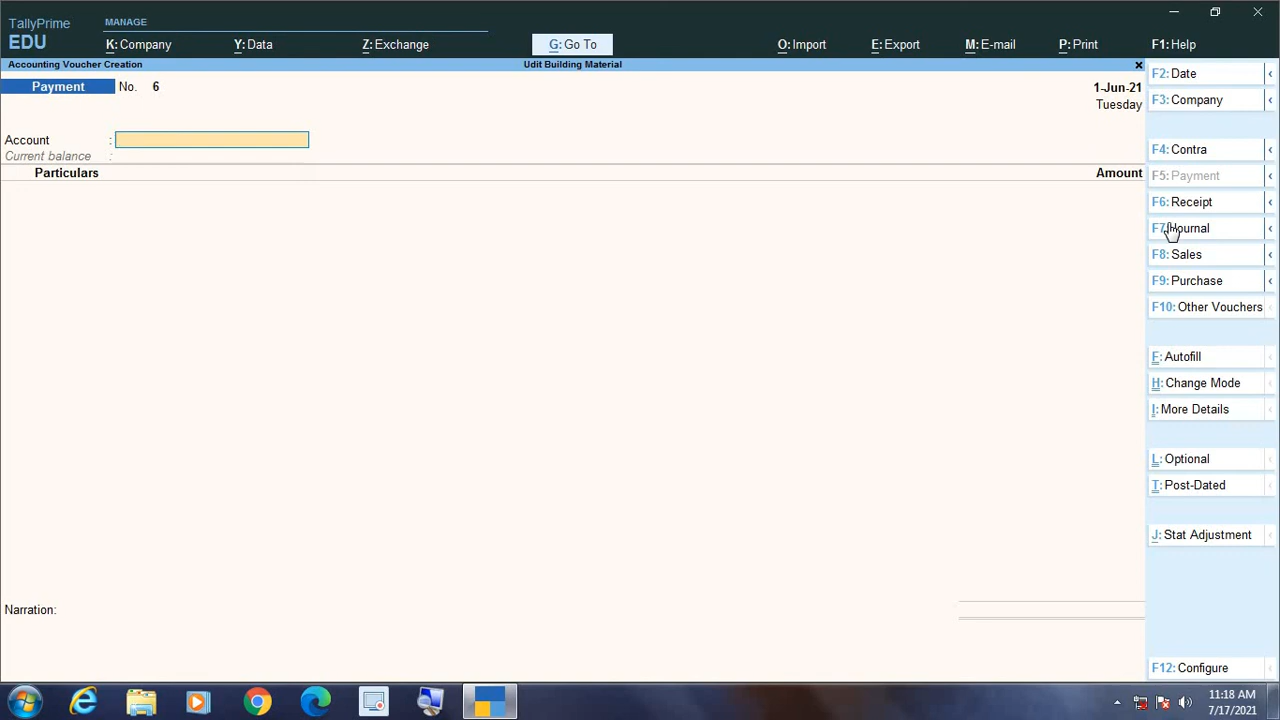 TallyPrime
EDU
MANAGE
K: Company
Y: Data
Z: Exchange
G: Go To
O: Import
E: Export
M: E-mail
P: Print
F1: Help
Accounting Voucher Creation
Udit Building Material
Payment No. 6
1-Jun-21
Tuesday
Account :
Current balance :
Particulars
Amount
Narration:
F2: Date
F3: Company
F4: Contra
F5: Payment
F6: Receipt
F7: Journal
F8: Sales
F9: Purchase
F10: Other Vouchers
F: Autofill
H: Change Mode
I: More Details
L: Optional
T: Post-Dated
J: Stat Adjustment
F12: Configure
11:18 AM
7/17/2021